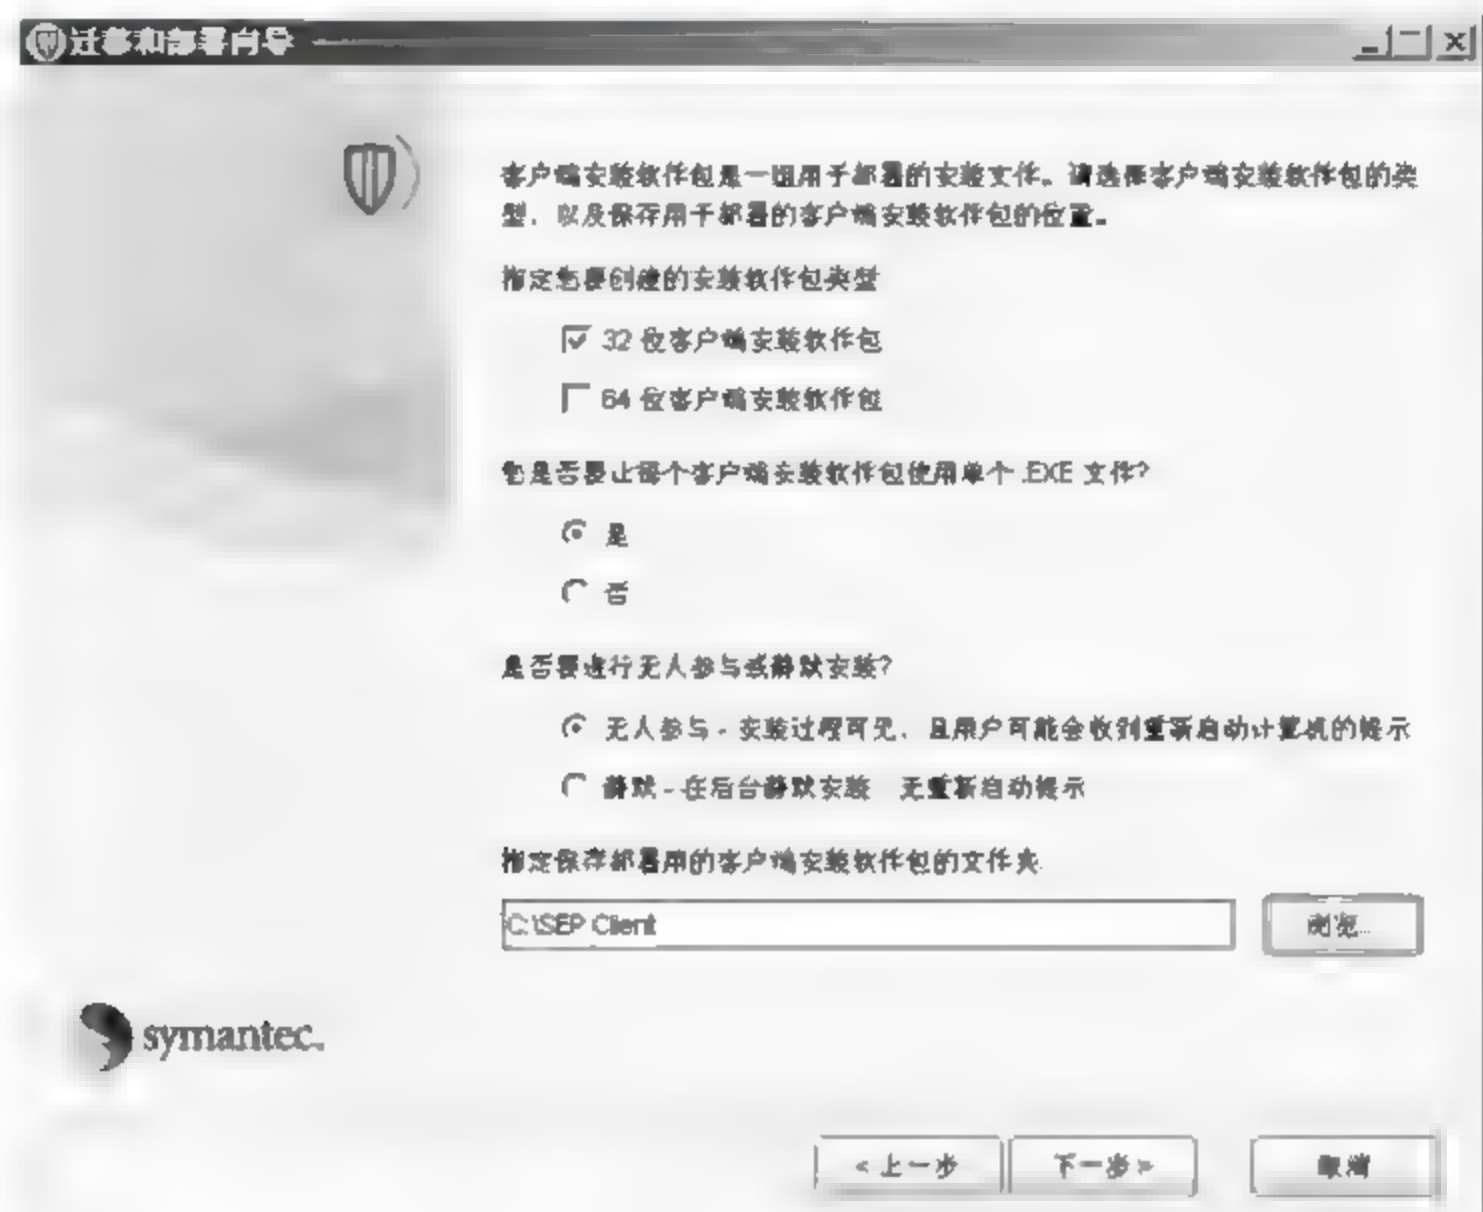 迁移和部署向导
客户端安装软件包是一组用于部署的安装文件。请选择客户端安装软件包的类
型，以及保存用于部署的客户端安装软件包的位置。
指定您要创建的安装软件包类型
32 位客户端安装软件包
64 位客户端安装软件包
您是否要让每个客户端安装软件包使用单个 .EXE 文件?
是
否
是否要进行无人参与或静默安装?
无人参与 - 安装过程可见，且用户可能会收到重新启动计算机的提示
静默 - 在后台静默安装 无重新启动提示
指定保存部署用的客户端安装软件包的文件夹
C:\SEP Client
浏览...
symantec.
< 上一步
下一步 >
取消